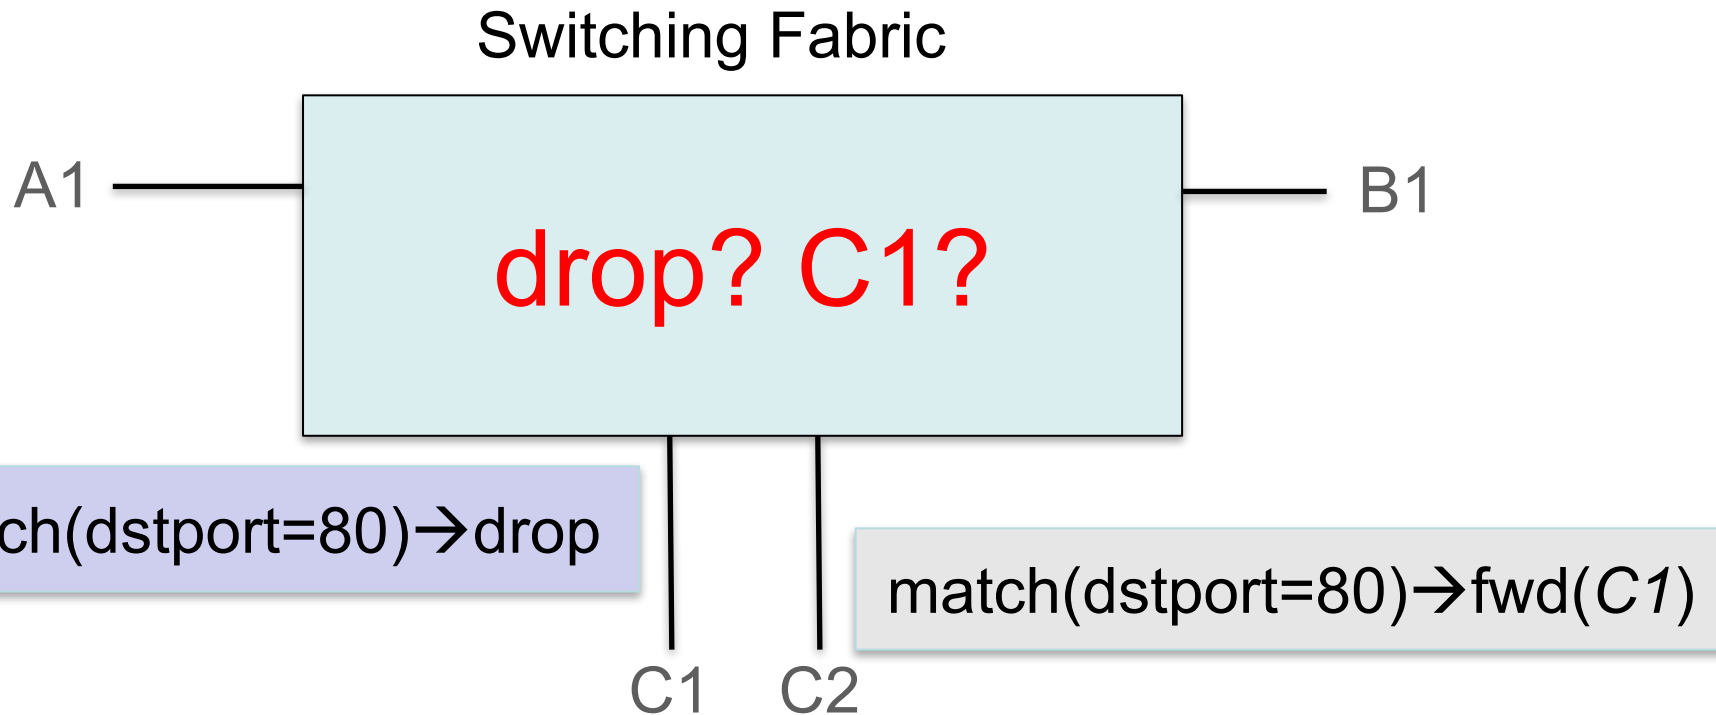 Switching Fabric
A1
B1
drop? C1?
ch(dstport=80)→drop
match(dstport=80)→fwd(C1)
C1
C2